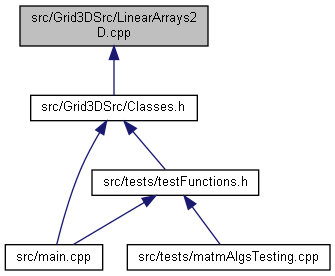 src/Grid3DSrc/LinearArrays2
D.cpp
src/Grid3DSrc/Classes.h
src/tests/testFunctions.h
src/main.cpp
src/tests/matmAlgsTesting.cpp